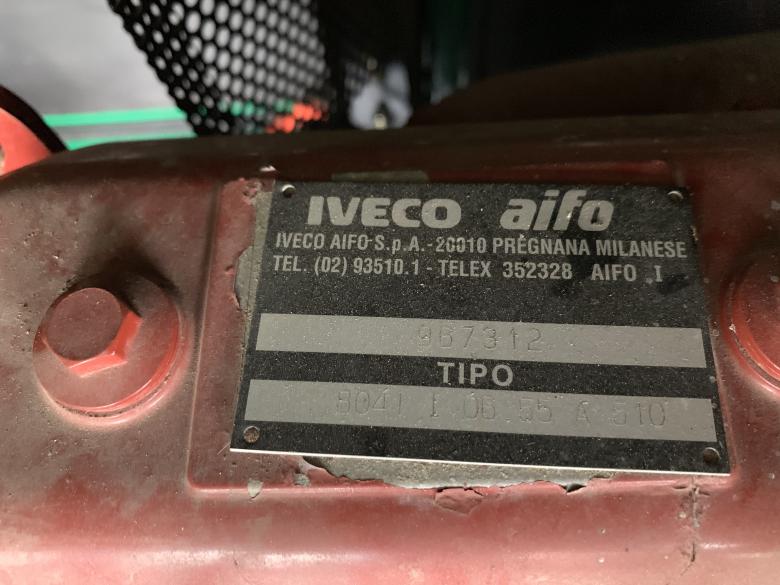 IVECO aifo
IVECO AIFO S.p.A.-20010 PREGNANA MILANESE
TEL. (02) 93510.1 - TELEX 352328 AIFO I
967312
TIPO
8041 I 06.55 A 510